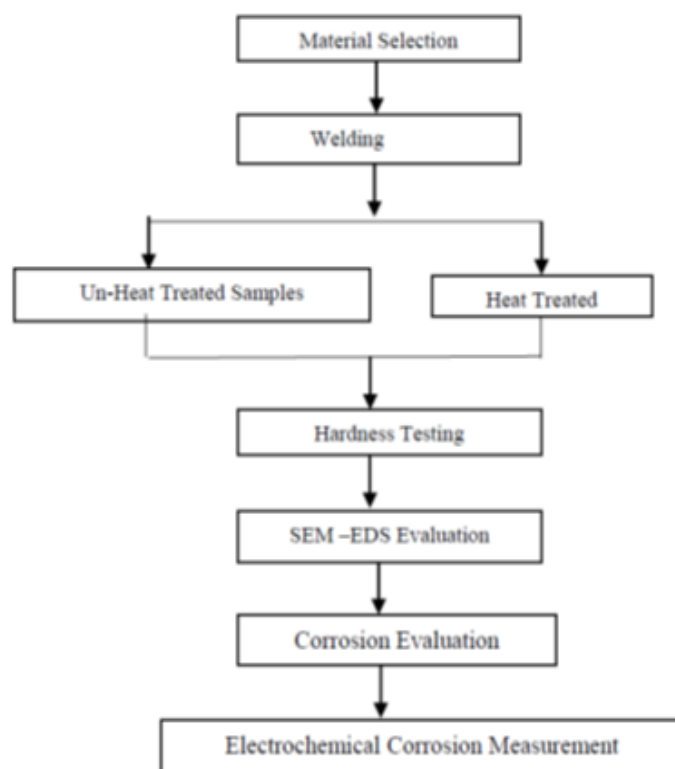 Material Selection
Welding
Un-Heat Treated Samples
Heat Treated
Hardness Testing
SEM –EDS Evaluation
Corrosion Evaluation
Electrochemical Corrosion Measurement